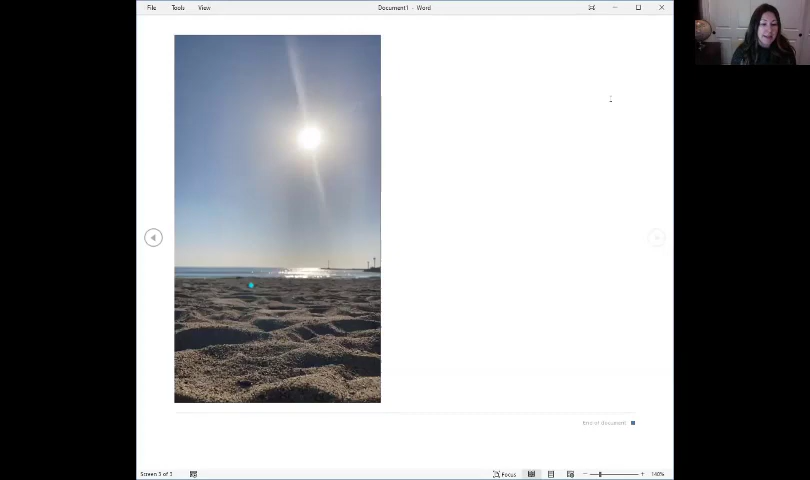 File Tools View Document1 - Word
End of document
Screen 3 of 3 Focus 140%